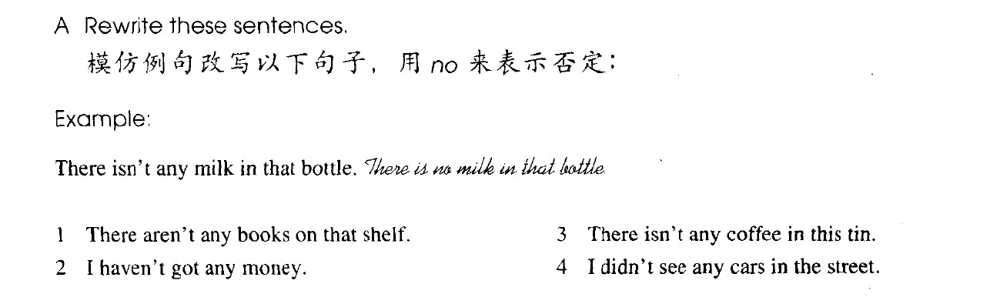 A Rewrite these sentences.
模仿例句改写以下句子，用 no 来表示否定：
Example:
There isn't any milk in that bottle. There is no milk in that bottle.
1 There aren't any books on that shelf.
2 I haven't got any money.
3 There isn't any coffee in this tin.
4 I didn't see any cars in the street.